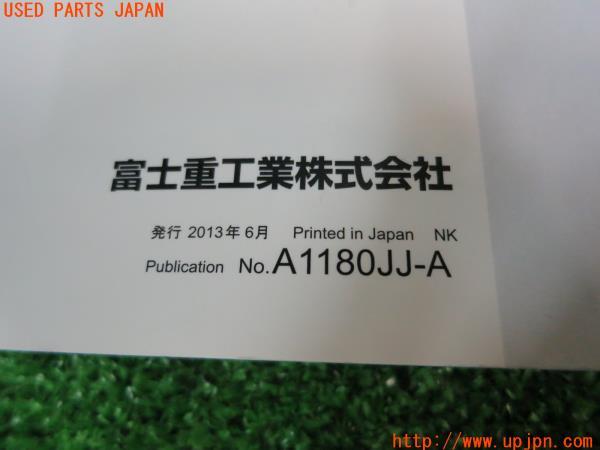 USED PARTS JAPAN
富士重工業株式会社
発行 2013年 6月 Printed in Japan NK
Publication No.A1180JJ-A
http://www.upjpn.com/